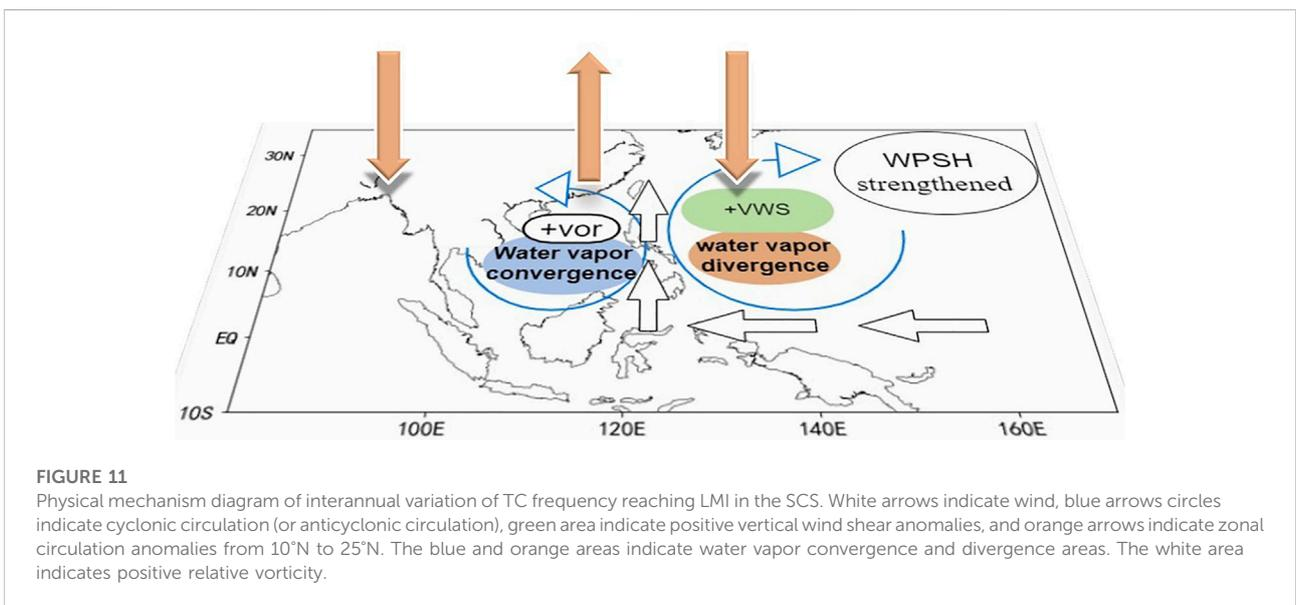 30N
20N
10N
EQ
10S
100E
120E
140E
160E
WPSH
strengthened
+VWS
water vapor
divergence
+vor
Water vapor
convergence
FIGURE 11
Physical mechanism diagram of interannual variation of TC frequency reaching LMI in the SCS. White arrows indicate wind, blue arrows circles
indicate cyclonic circulation (or anticyclonic circulation), green area indicate positive vertical wind shear anomalies, and orange arrows indicate zonal
circulation anomalies from 10°N to 25°N. The blue and orange areas indicate water vapor convergence and divergence areas. The white area
indicates positive relative vorticity.